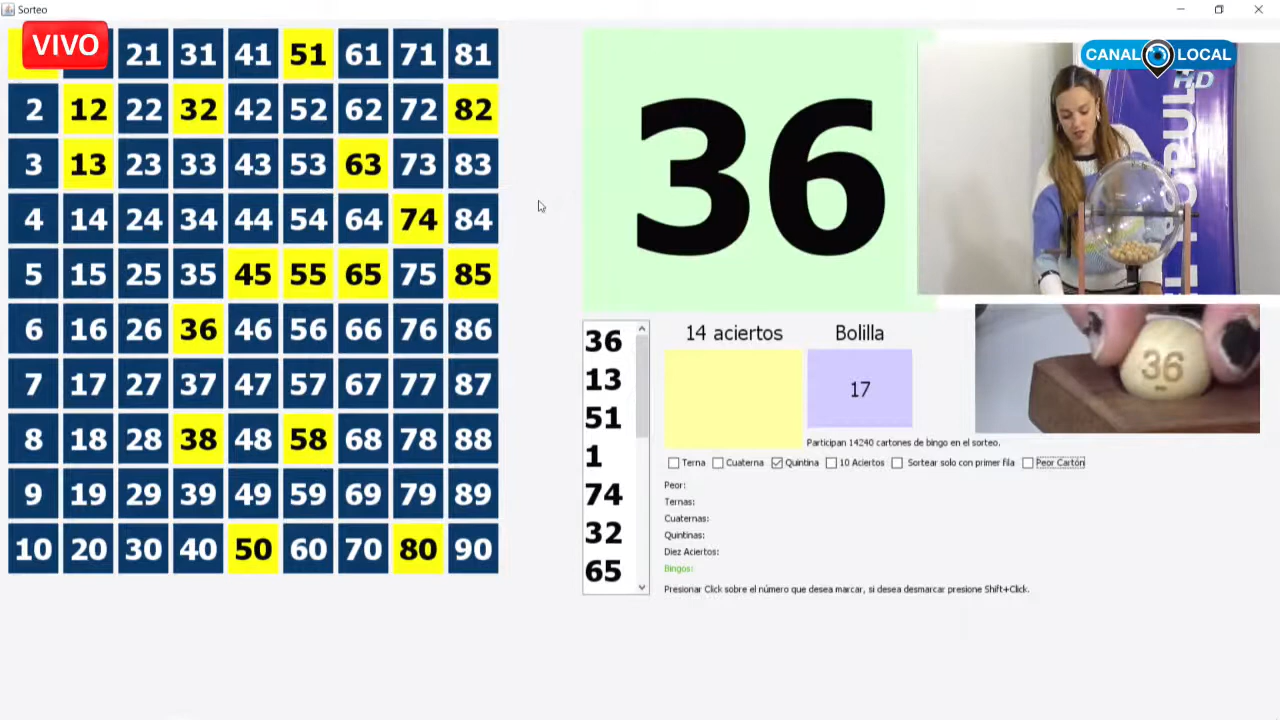 Sorteo
VIVO
21 31 41 51 61 71 81
2 12 22 32 42 52 62 72 82
3 13 23 33 43 53 63 73 83
4 14 24 34 44 54 64 74 84
5 15 25 35 45 55 65 75 85
6 16 26 36 46 56 66 76 86
7 17 27 37 47 57 67 77 87
8 18 28 38 48 58 68 78 88
9 19 29 39 49 59 69 79 89
10 20 30 40 50 60 70 80 90
36
CANAL LOCAL
HD
36
13
51
1
74
32
65
14 aciertos
Bolilla
17
36
Participan 14240 cartones de bingo en el sorteo.
Terna Cuaterna Quintina 10 Aciertos Sortear solo con primer fila Peor Cartón
Peor:
Ternas:
Cuaternas:
Quintinas:
Diez Aciertos:
Bingos:
Presionar Click sobre el número que desea marcar, si desea desmarcar presione Shift+Click.